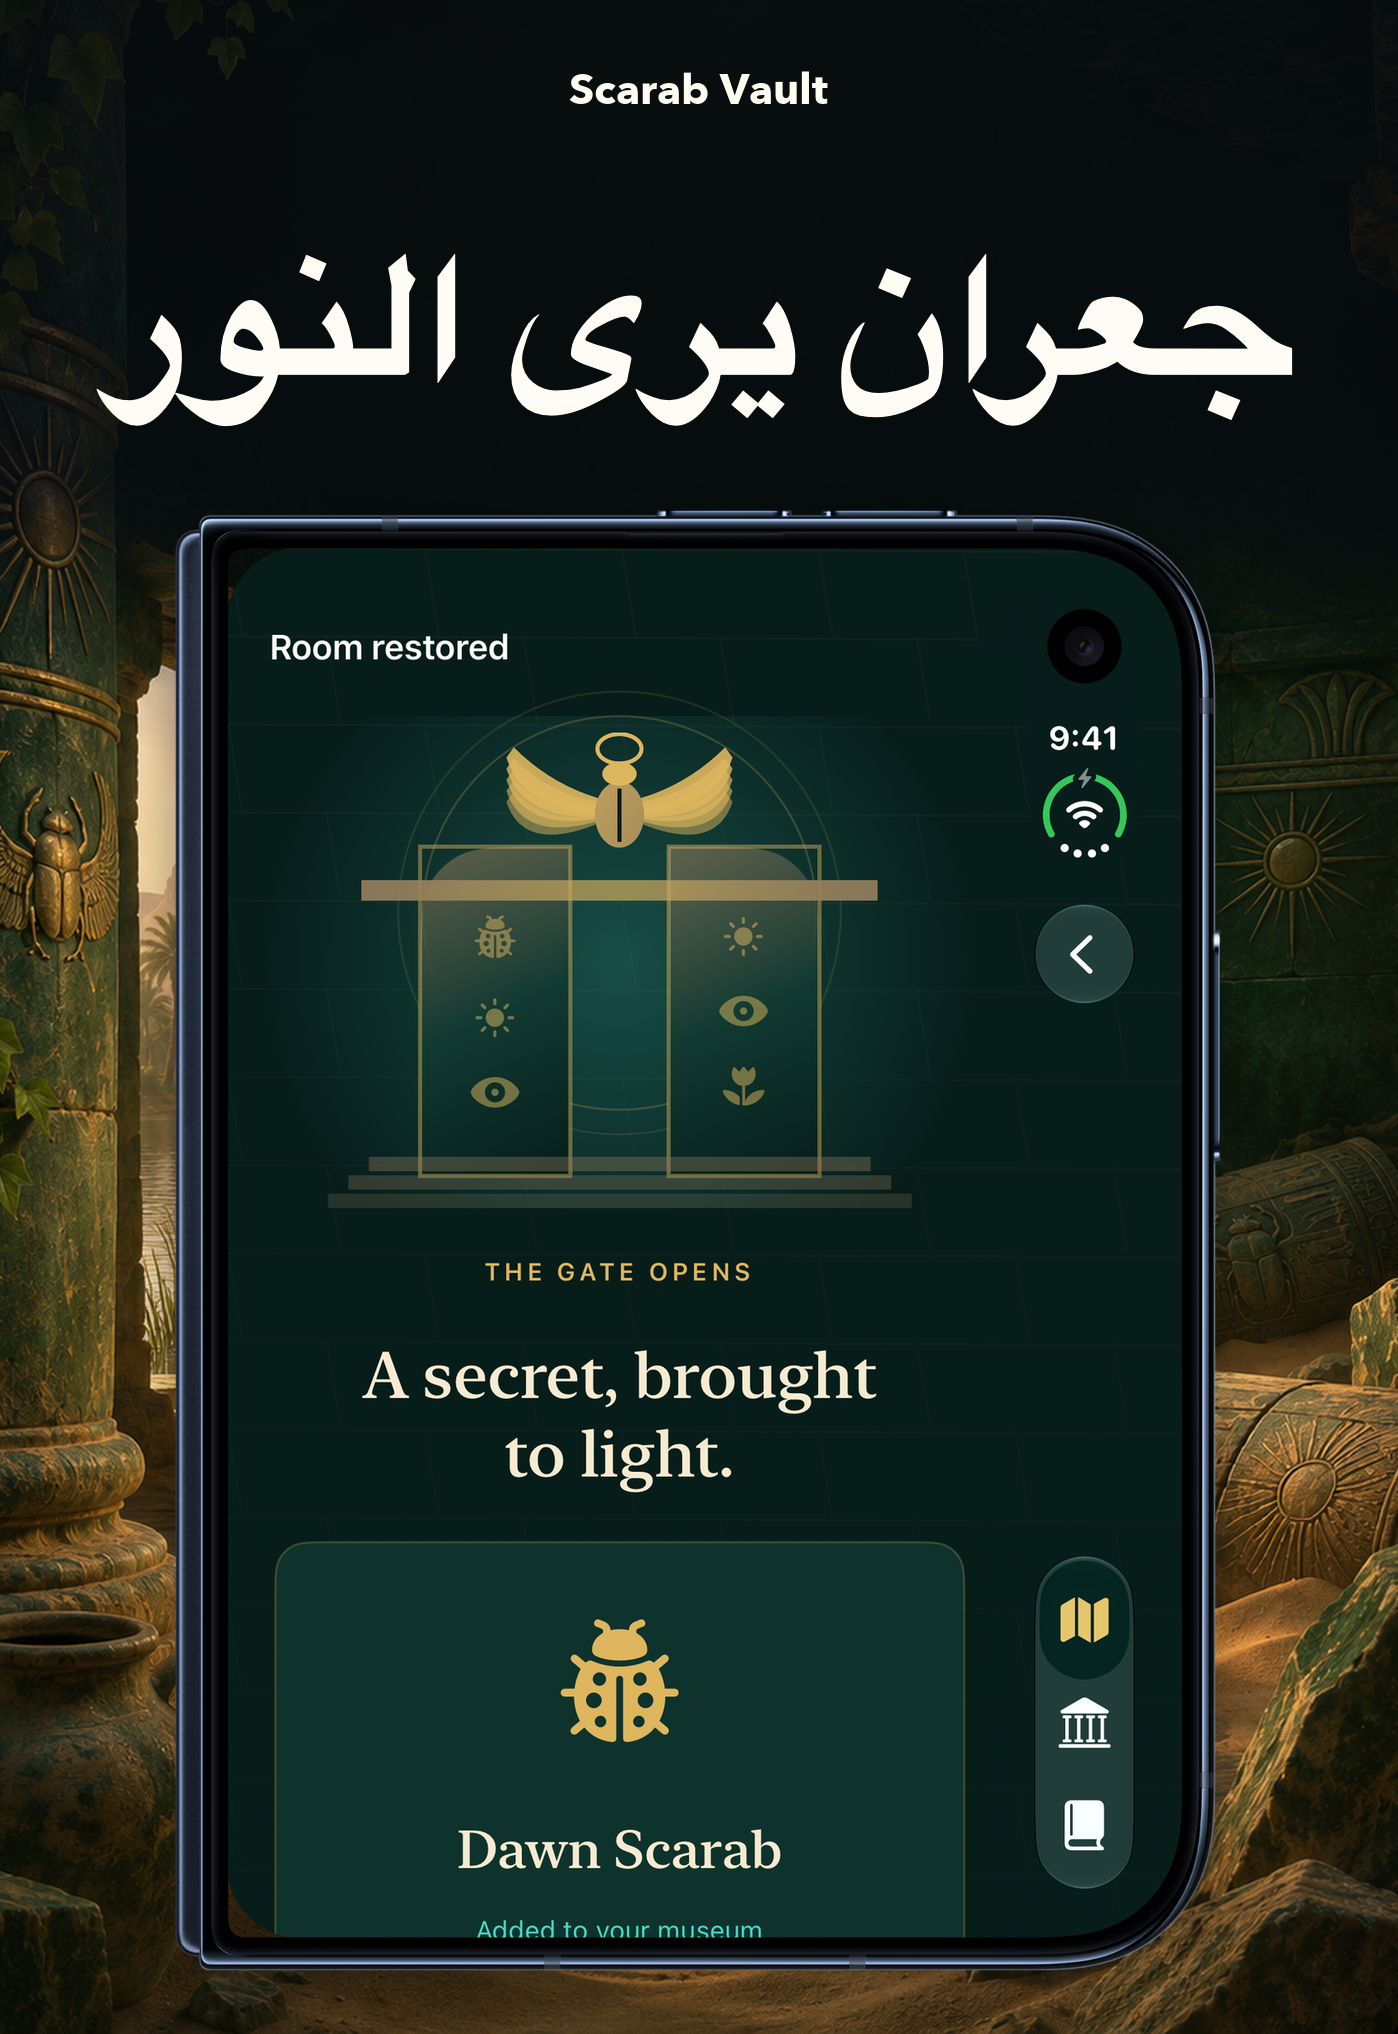 Scarab Vault
جعران يرى النور
Room restored
9:41
THE GATE OPENS
A secret, brought
to light.
Dawn Scarab
Added to your museum